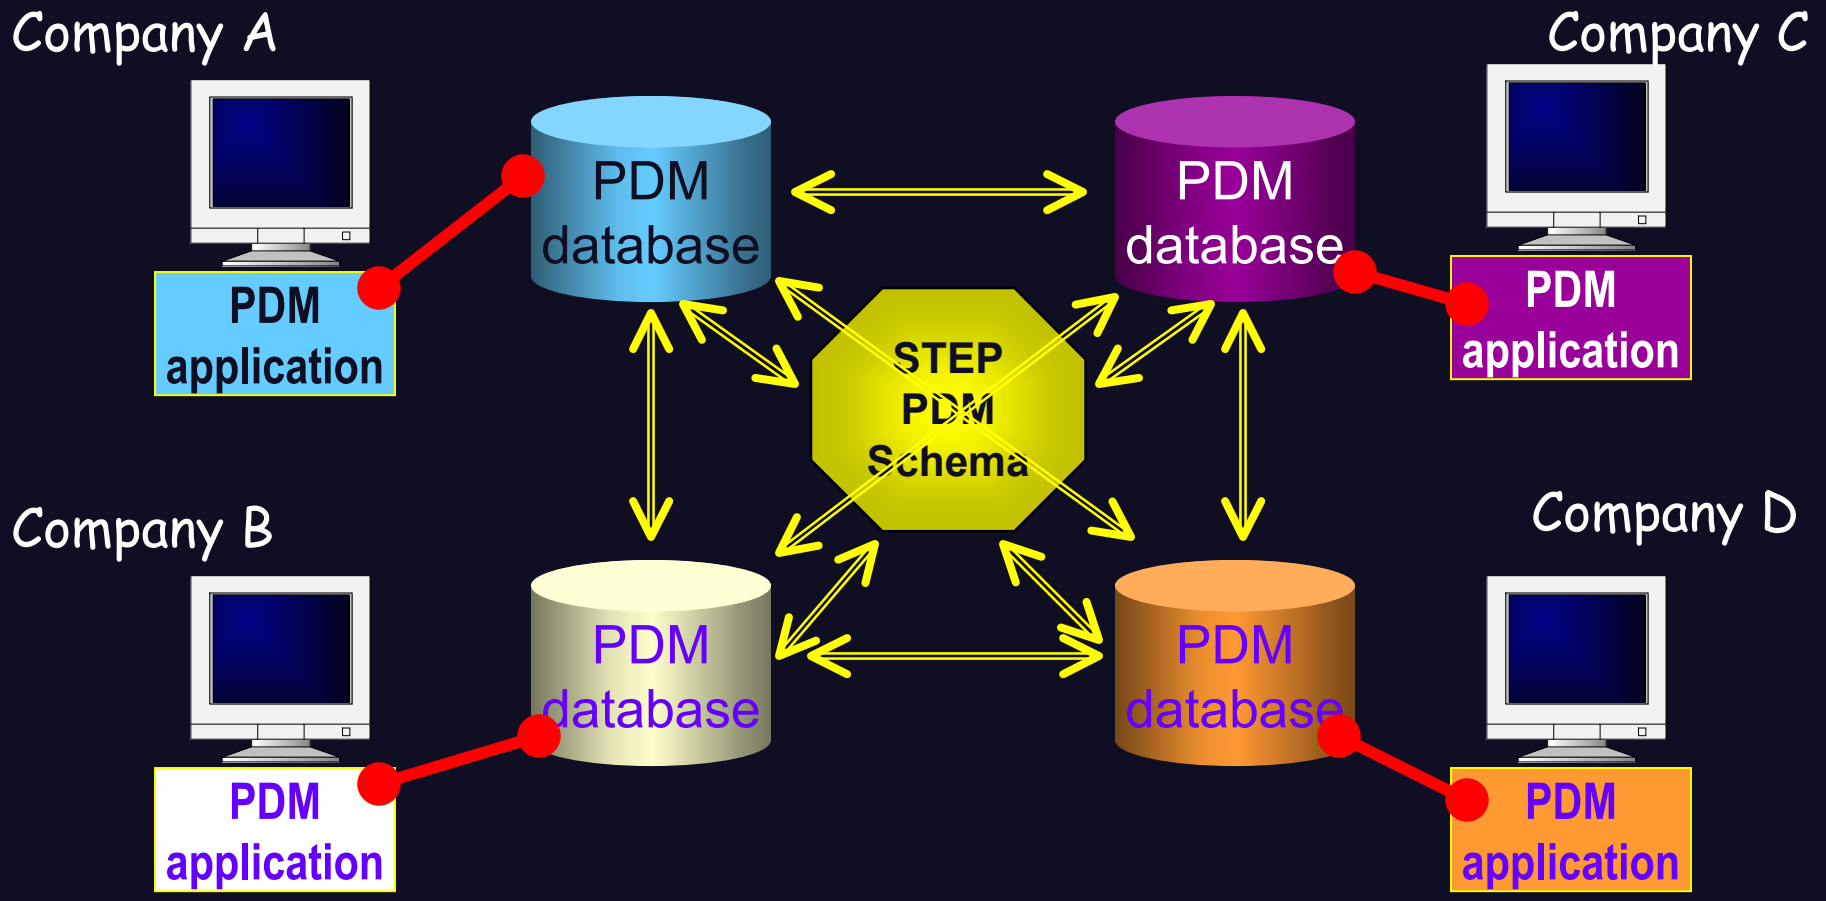 Company A
Company C
PDM
database
PDM
database
PDM
application
PDM
application
STEP
PDM
Schema
Company B
Company D
PDM
database
PDM
database
PDM
application
PDM
application